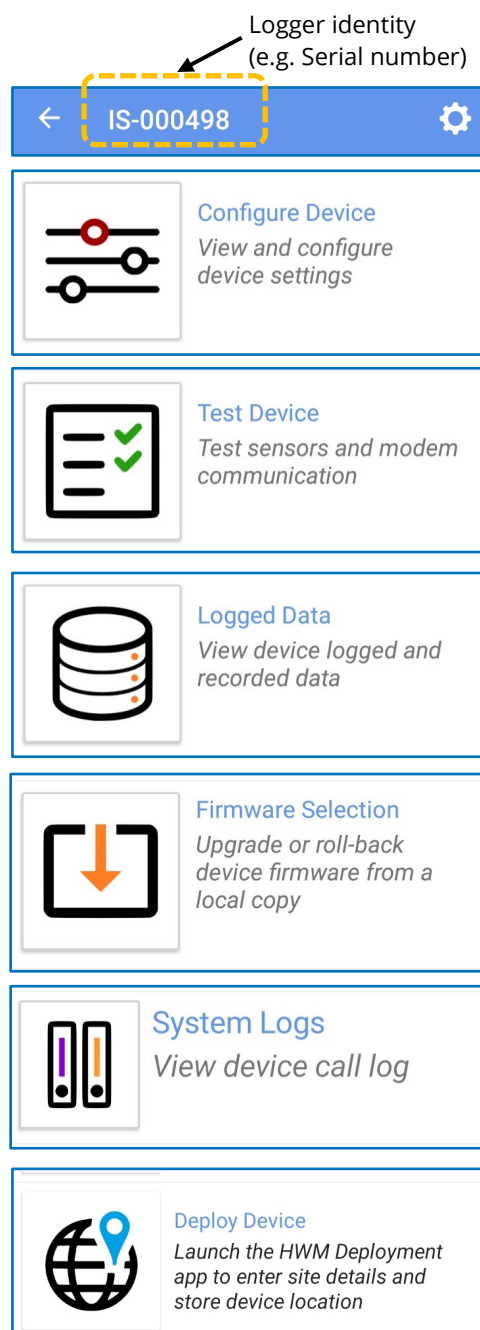 Logger identity
(e.g. Serial number)
IS-000498
Configure Device
View and configure
device settings
Test Device
Test sensors and modem
communication
Logged Data
View device logged and
recorded data
Firmware Selection
Upgrade or roll-back
device firmware from a
local copy
System Logs
View device call log
Deploy Device
Launch the HWM Deployment
app to enter site details and
store device location